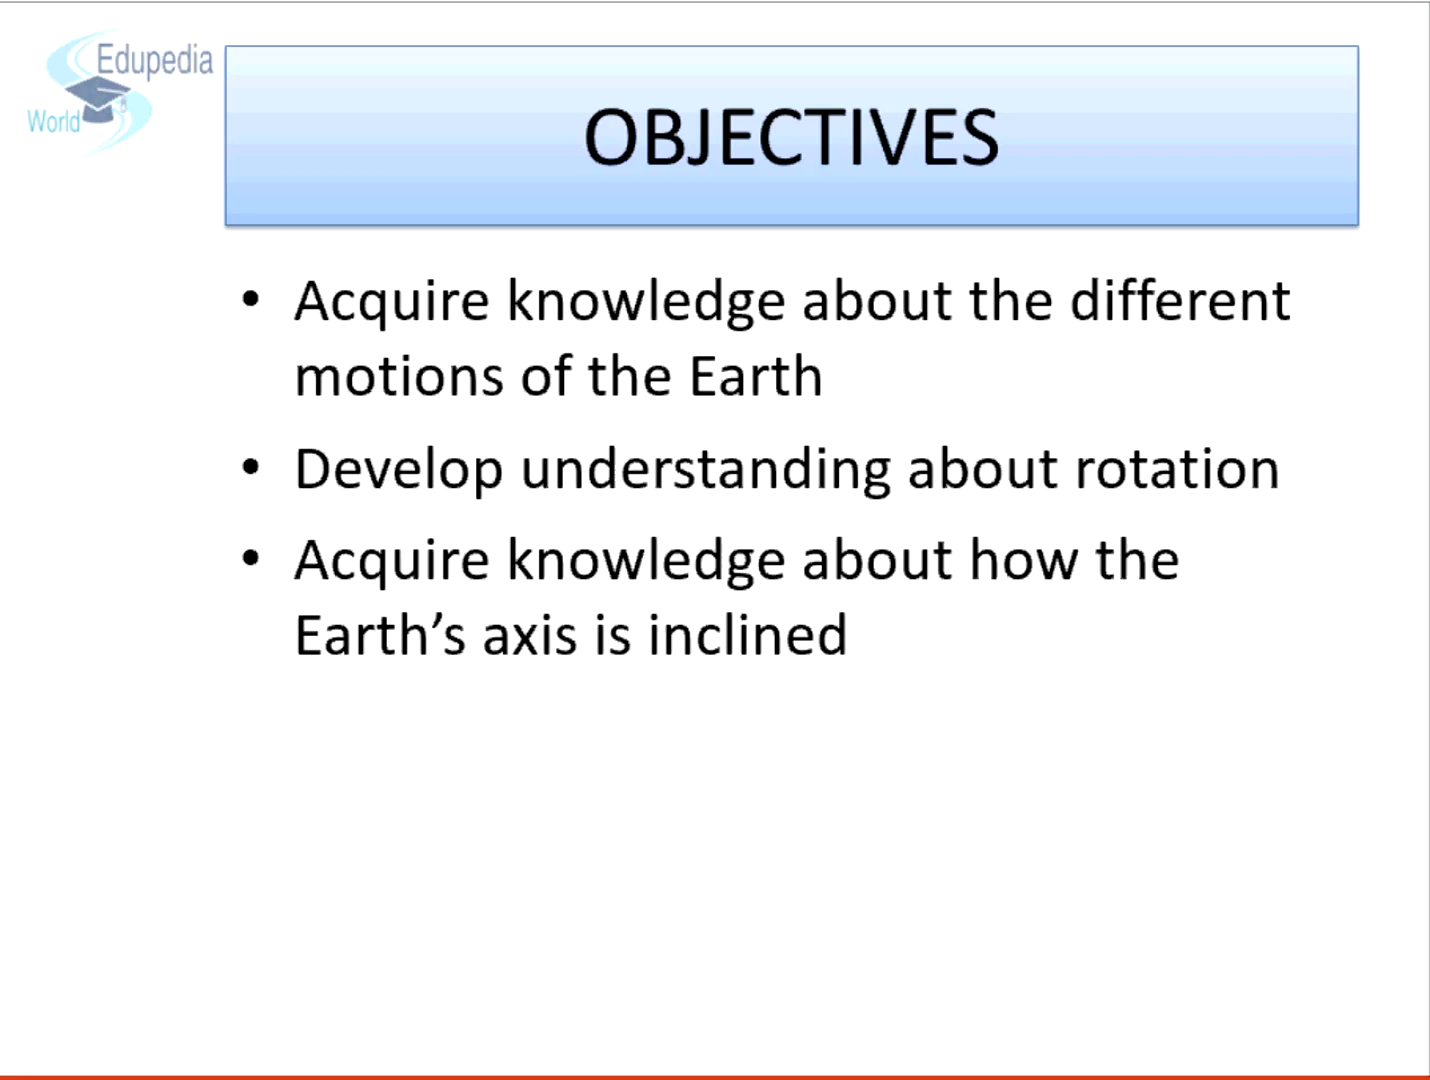 Edupedia
World
OBJECTIVES
• Acquire knowledge about the different
motions of the Earth
• Develop understanding about rotation
• Acquire knowledge about how the
Earth’s axis is inclined